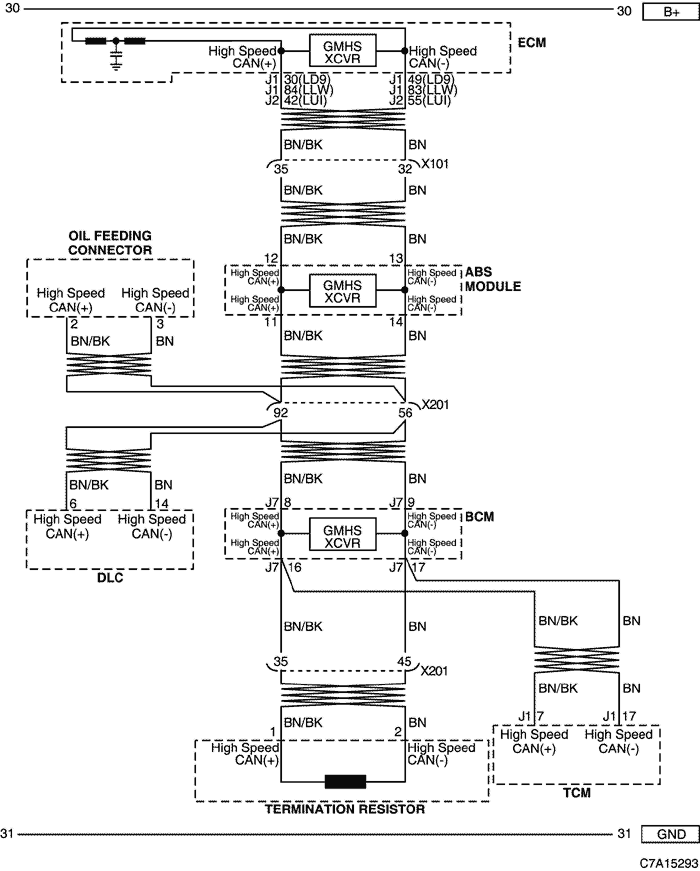 30 30 B+
ECM
High Speed CAN(+)
GMHS XCVR
High Speed CAN(-)
J1 30(LD9) J1 49(LD9)
J1 84(LLW) J1 83(LLW)
J2 42(LUI) J2 55(LUI)
BN/BK BN
35 32 X101
BN/BK BN
BN/BK BN
OIL FEEDING CONNECTOR
High Speed CAN(+)
High Speed CAN(-)
2 3
BN/BK BN
12 13
ABS MODULE
High Speed CAN(+)
High Speed CAN(-)
GMHS XCVR
High Speed CAN(+)
High Speed CAN(-)
11 14
BN/BK BN
92 56 X201
BN/BK BN
6 14
High Speed CAN(+)
High Speed CAN(-)
DLC
BN/BK BN
J7 8 J7 9
BCM
High Speed CAN(+)
High Speed CAN(-)
GMHS XCVR
High Speed CAN(+)
High Speed CAN(-)
J7 16 J7 17
BN/BK BN
35 45 X201
BN/BK BN
1 2
High Speed CAN(+)
High Speed CAN(-)
TERMINATION RESISTOR
BN/BK BN
BN/BK BN
J1 7 J1 17
High Speed CAN(+)
High Speed CAN(-)
TCM
31 31 GND
C7A15293